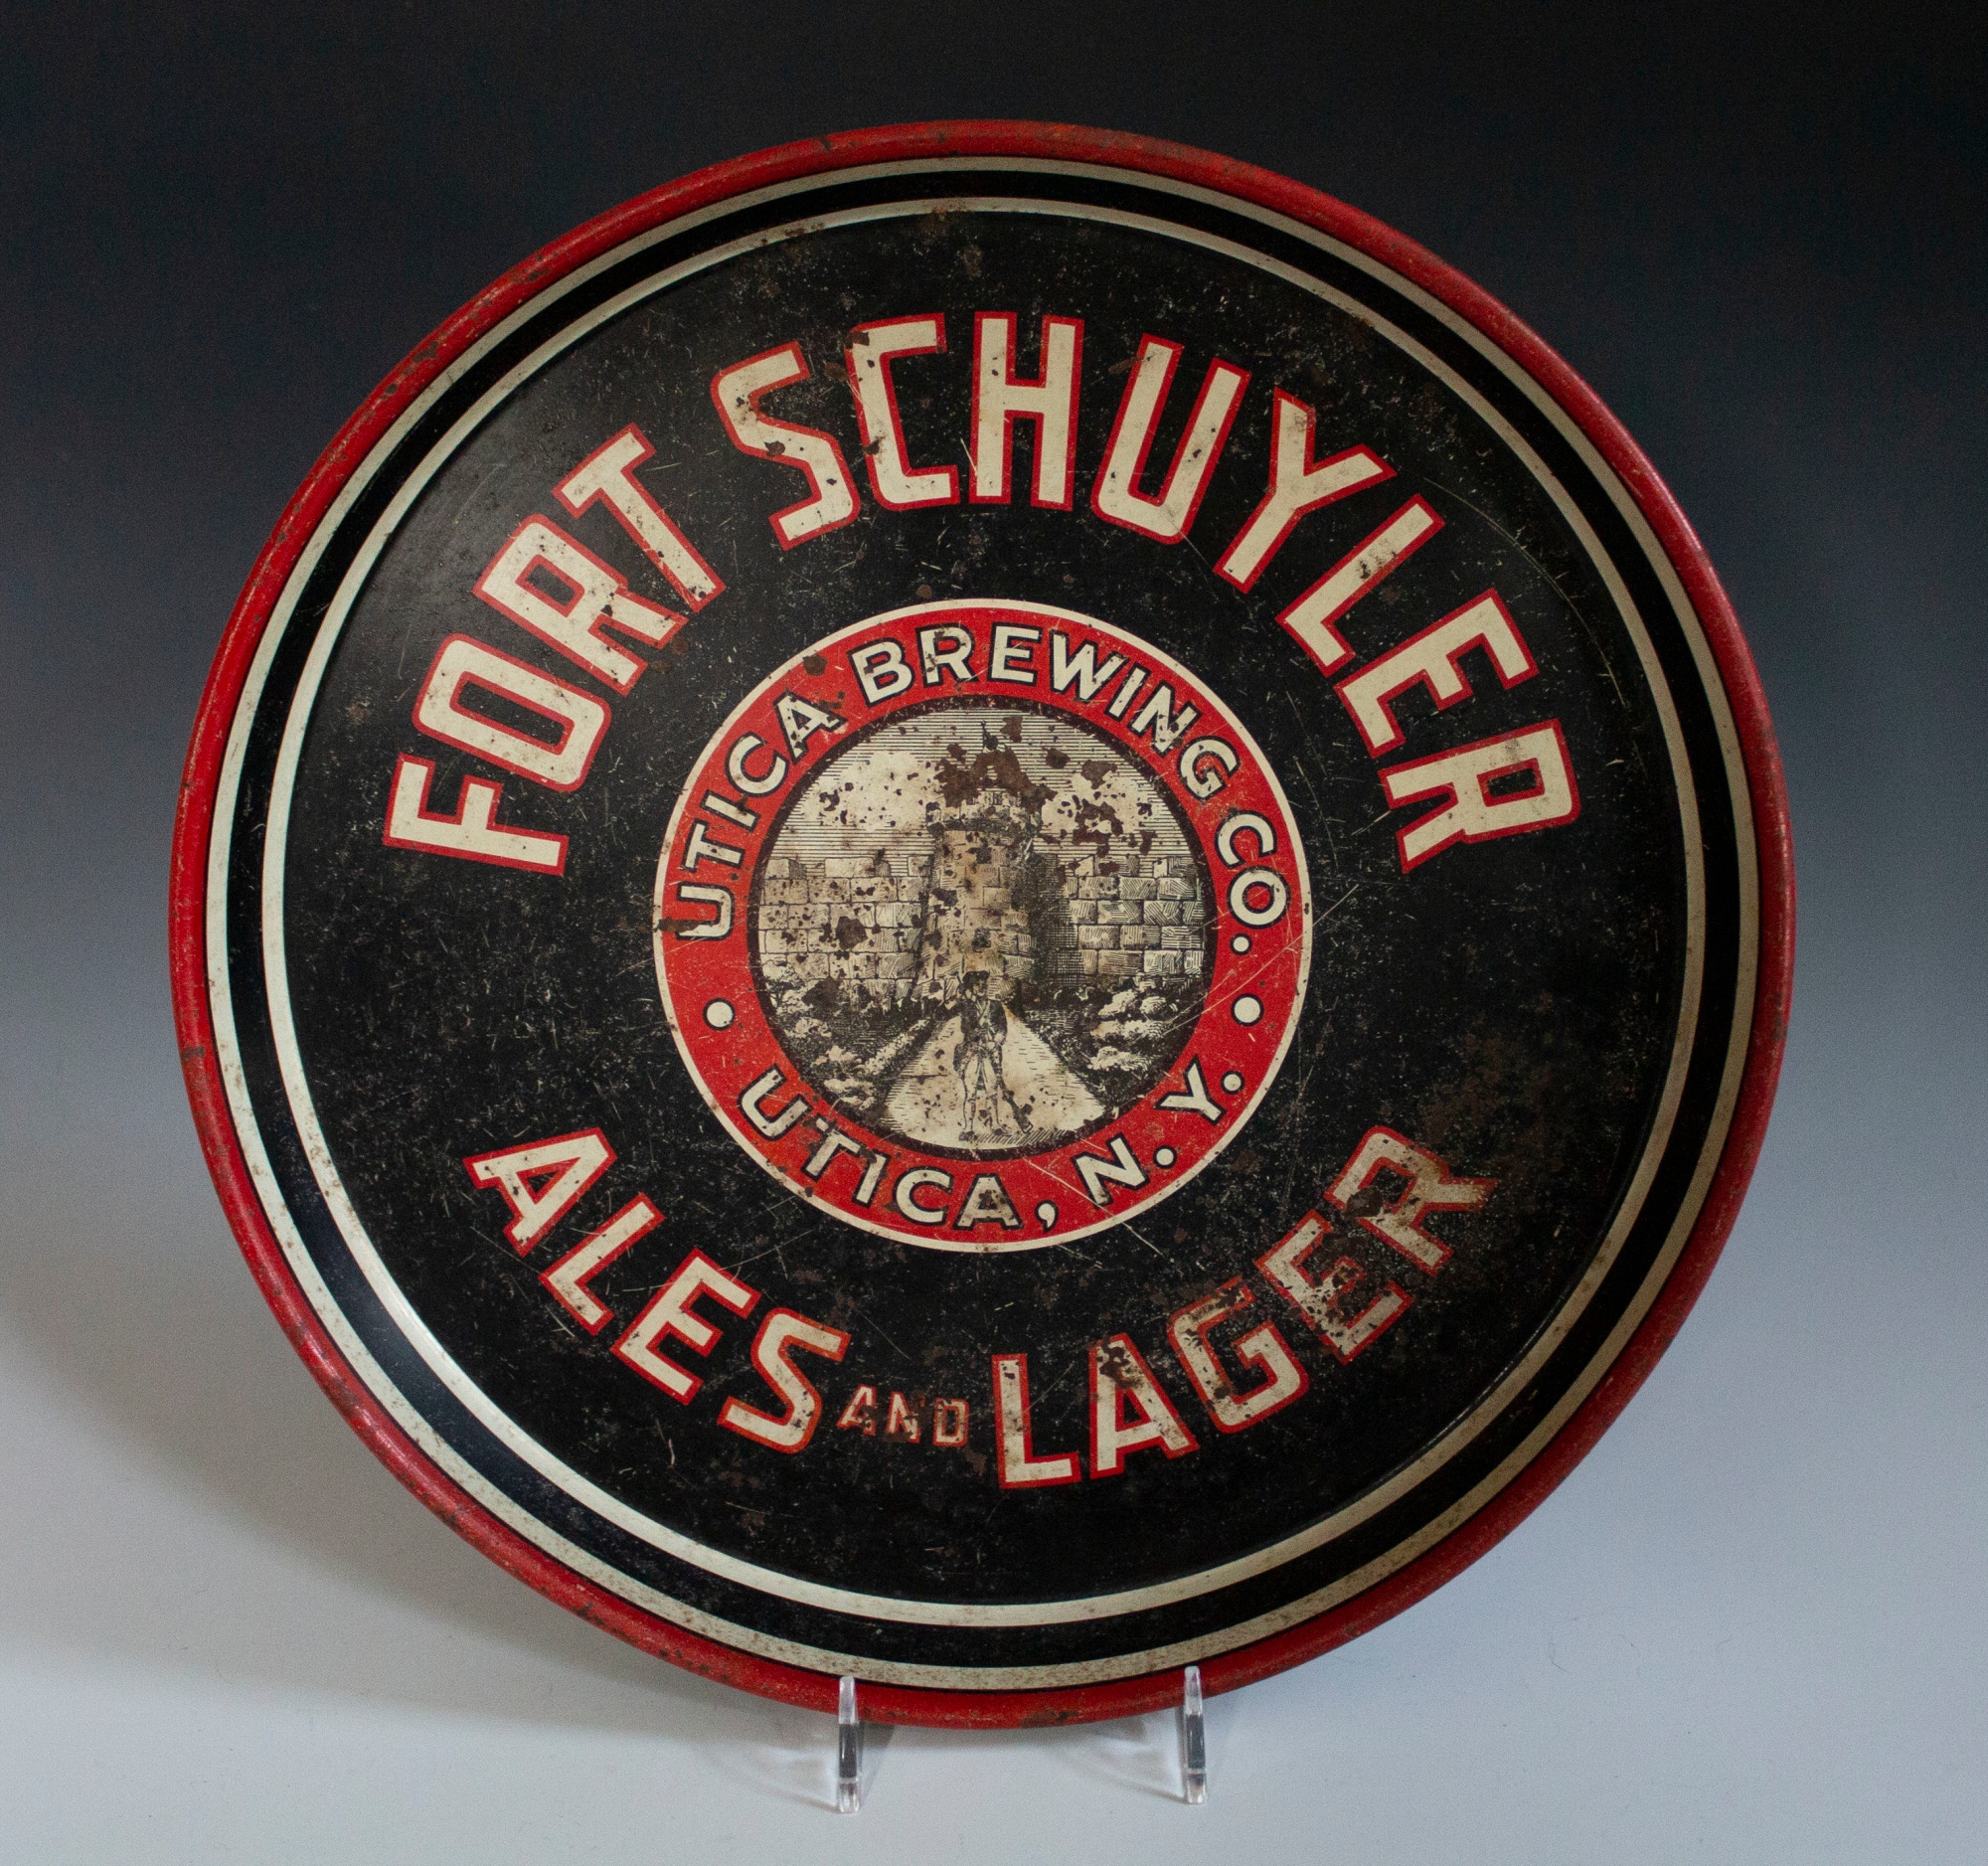 FORT SCHUYLER
UTICA BREWING CO.
UTICA, N.Y.
ALES AND LAGER